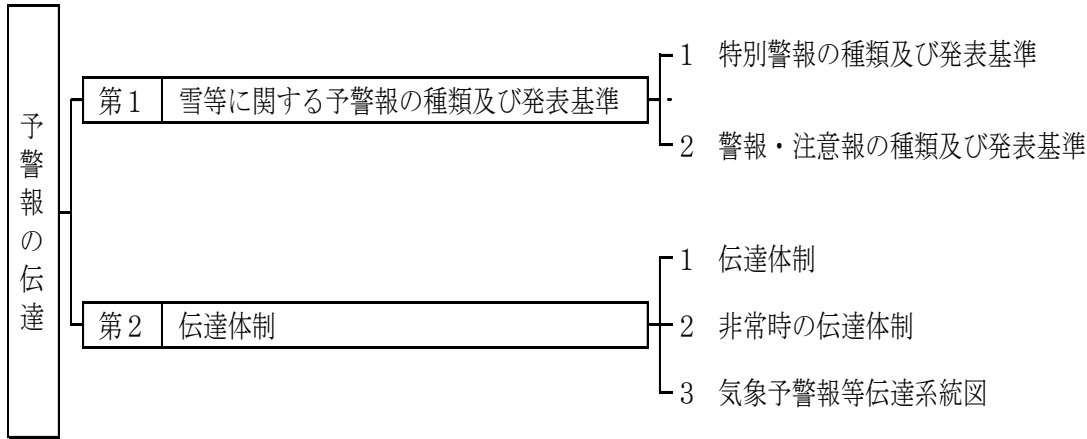 予警報の伝達
第1 雪等に関する予警報の種類及び発表基準
1 特別警報の種類及び発表基準
2 警報・注意報の種類及び発表基準
第2 伝達体制
1 伝達体制
2 非常時の伝達体制
3 気象予警報等伝達系統図